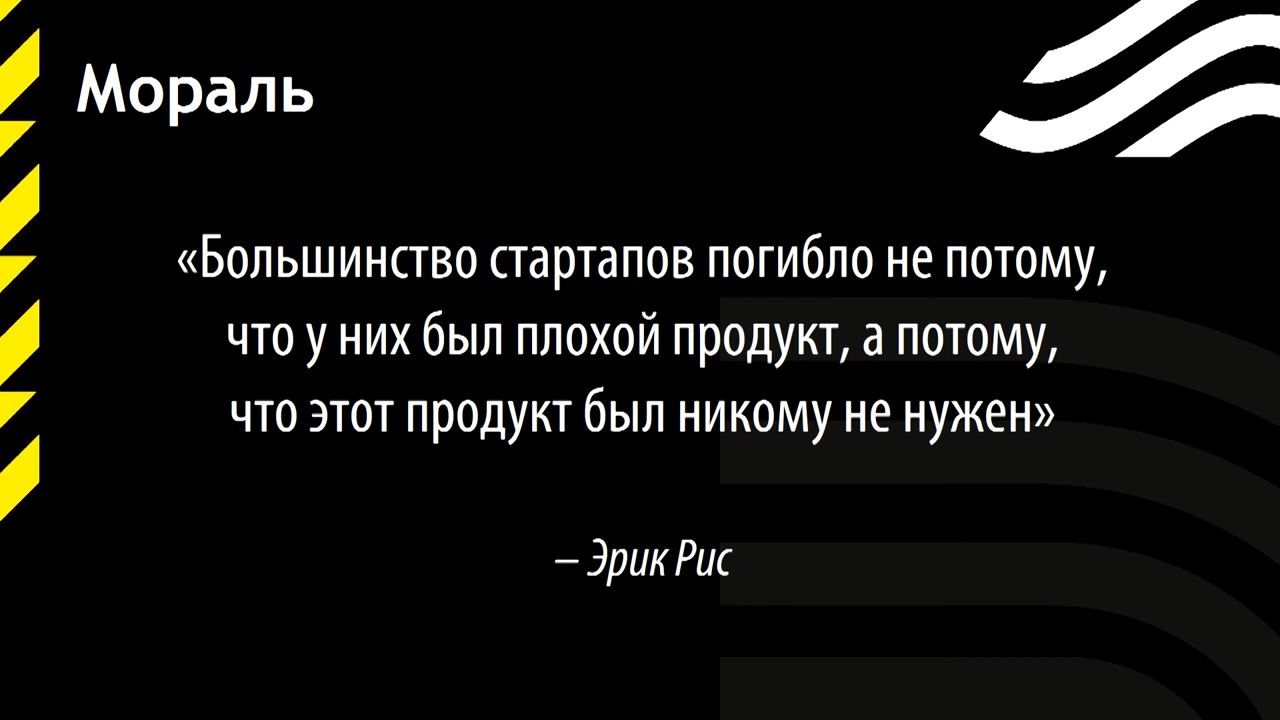 Мораль
«Большинство стартапов погибло не потому,
что у них был плохой продукт, а потому,
что этот продукт был никому не нужен»
– Эрик Рис